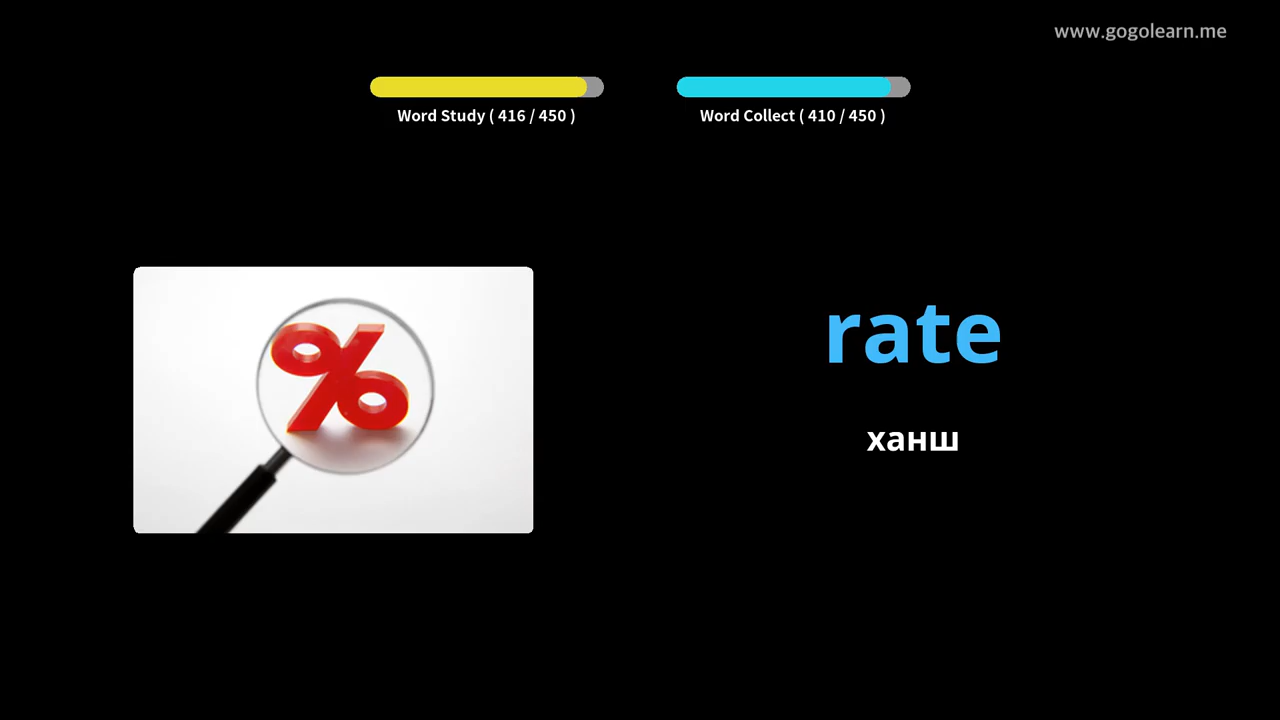 www.gogolearn.me
Word Study ( 416 / 450 )
Word Collect ( 410 / 450 )
%
rate
ханш